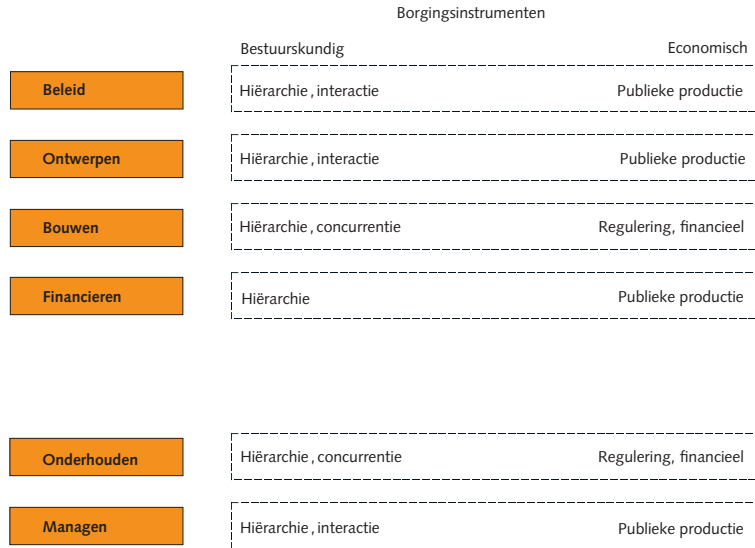 Borgingsinstrumenten
Bestuurskundig Economisch
Beleid Hiërarchie, interactie Publieke productie
Ontwerpen Hiërarchie, interactie Publieke productie
Bouwen Hiërarchie, concurrentie Regulering, financieel
Financieren Hiërarchie Publieke productie
Onderhouden Hiërarchie, concurrentie Regulering, financieel
Managen Hiërarchie, interactie Publieke productie